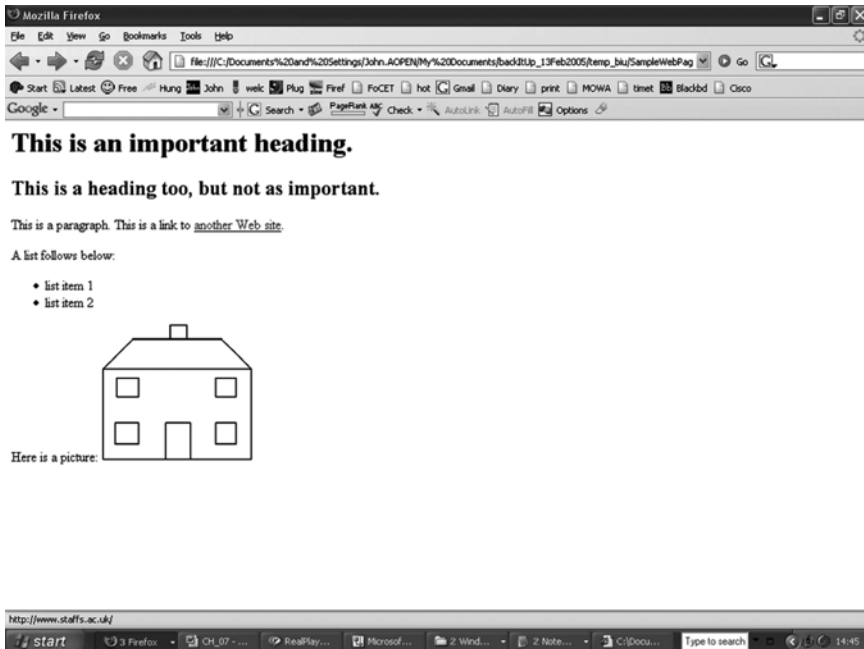 Mozilla Firefox
File Edit View Go Bookmarks Tools Help
file:///C:/Documents%20and%20Settings/John.AOPEN/My%20Documents/backItUp_13Feb2005/temp_biu/SampleWebPag Go
Start Latest Free Hung John welc Plug Firef FoCET hot Gmail Diary print MOWA timet Blackbd Cisco
Google Search PageRank ABC Check AutoLink AutoFill Options
This is an important heading.
This is a heading too, but not as important.
This is a paragraph. This is a link to another Web site.
A list follows below:
list item 1
list item 2
Here is a picture:
http://www.staffs.ac.uk/
start 3 Firefox CH_07 - ... RealPlay... Microsof... 2 Wind... 2 Note... C:\Docu... Type to search 14:45